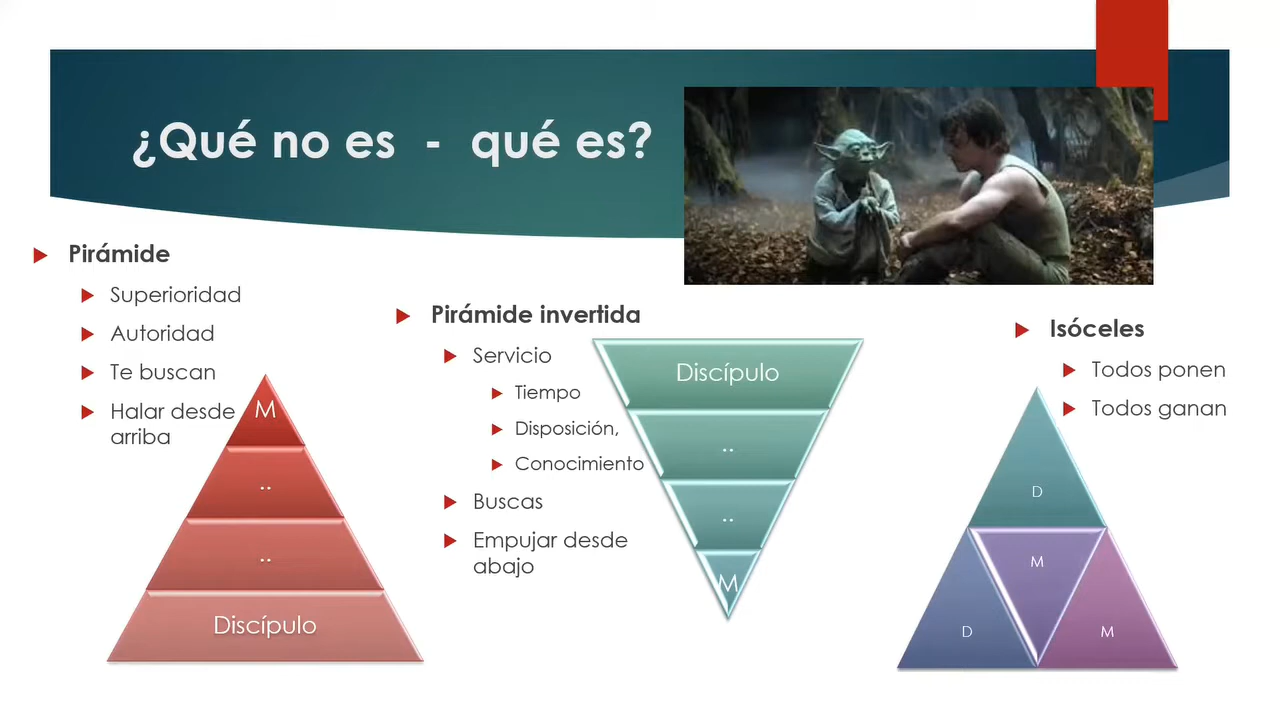 ¿Qué no es - qué es?
Pirámide
Superioridad
Autoridad
Te buscan
Halar desde
arriba
M
..
..
Discípulo
Pirámide invertida
Servicio
Tiempo
Disposición,
Conocimiento
Buscas
Empujar desde
abajo
Discípulo
..
..
M
Isóceles
Todos ponen
Todos ganan
D
M
D
M